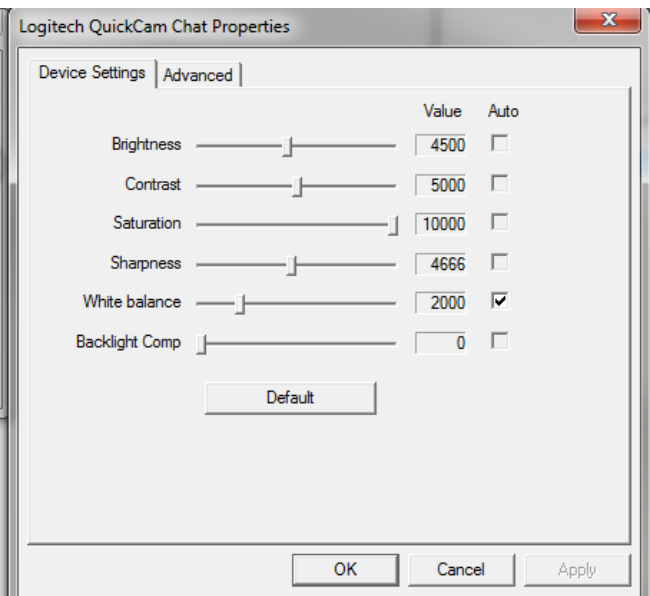 Logitech QuickCam Chat Properties
Device Settings Advanced
Value Auto
Brightness 4500
Contrast 5000
Saturation 10000
Sharpness 4666
White balance 2000
Backlight Comp 0
Default
OK Cancel Apply